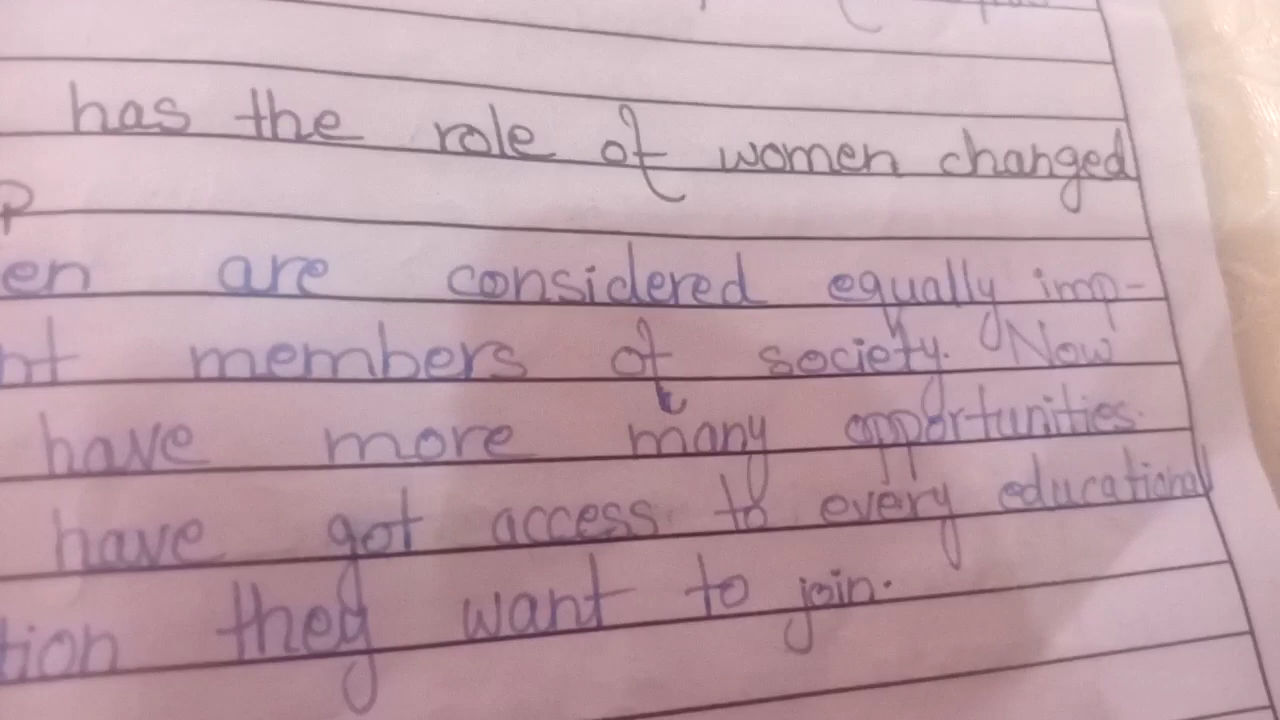 has the role of women changed
?
en are considered equally imp-
nt members of society. Now
have more many opportunities.
have got access to every educational
tion they want to join.